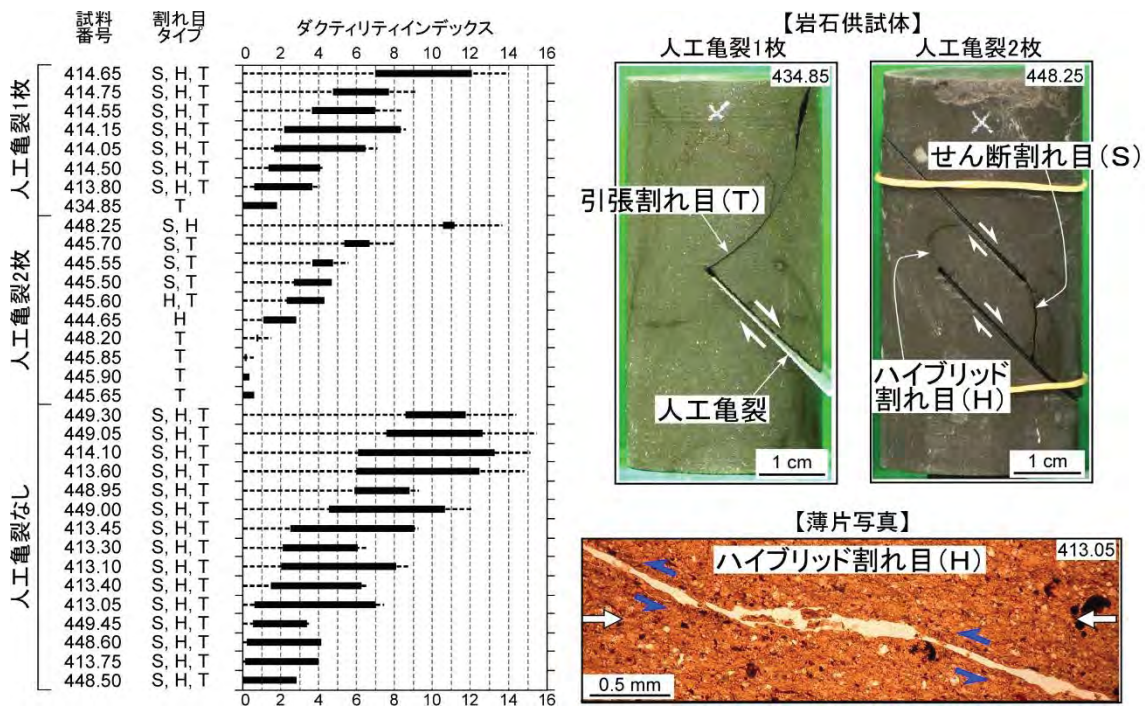 試料番号
割れ目タイプ
ダクティリティインデックス
0 2 4 6 8 10 12 14 16
人工亀裂1枚
414.65 S, H, T
414.75 S, H, T
414.55 S, H, T
414.15 S, H, T
414.05 S, H, T
414.50 S, H, T
413.80 S, H, T
434.85 T
人工亀裂2枚
448.25 S, H
445.70 S, T
445.55 S, T
445.50 S, T
445.60 H, T
444.65 H
448.20 T
445.85 T
445.90 T
445.65 T
人工亀裂なし
449.30 S, H, T
449.05 S, H, T
414.10 S, H, T
413.60 S, H, T
448.95 S, H, T
449.00 S, H, T
413.45 S, H, T
413.30 S, H, T
413.10 S, H, T
413.40 S, H, T
413.05 S, H, T
449.45 S, H, T
448.60 S, H, T
413.75 S, H, T
448.50 S, H, T
0 2 4 6 8 10 12 14 16
【岩石供試体】
人工亀裂1枚
434.85
引張割れ目(T)
人工亀裂
1 cm
人工亀裂2枚
448.25
せん断割れ目(S)
ハイブリッド
割れ目(H)
1 cm
【薄片写真】
ハイブリッド割れ目(H)
413.05
0.5 mm